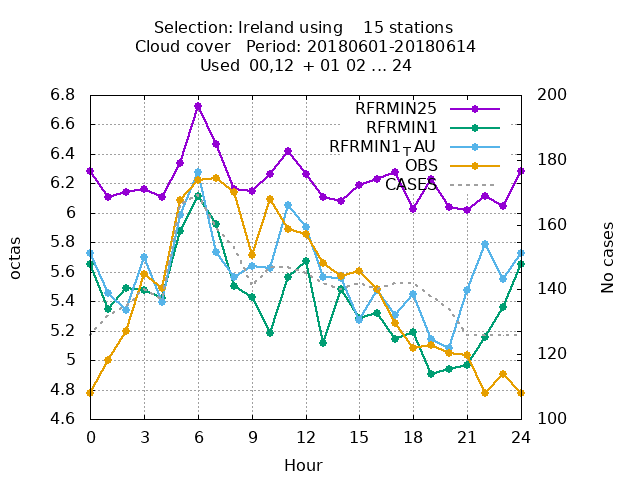 Selection: Ireland using    15 stations
Cloud cover   Period: 20180601-20180614
Used  00,12  + 01 02 ... 24
RFRMIN25
RFRMIN1
RFRMIN1┬AU
OBS
CASES
6.8
6.6
6.4
6.2
6
5.8
5.6
5.4
5.2
5
4.8
4.6
octas
200
180
160
140
120
100
No cases
0 3 6 9 12 15 18 21 24
Hour